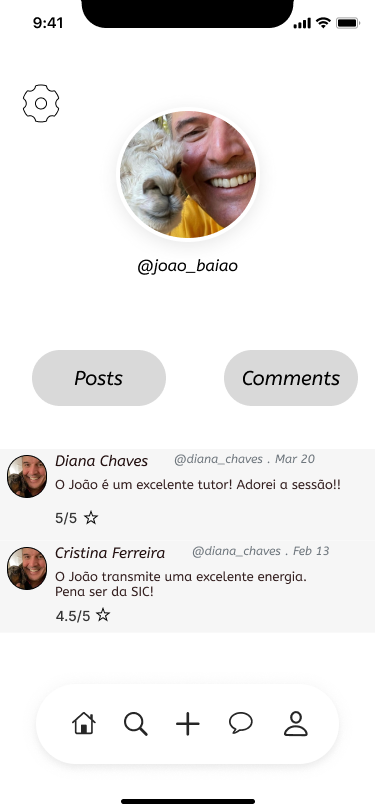 9:41
@joao_baiao
Posts
Comments
Diana Chaves @diana_chaves . Mar 20
O João é um excelente tutor! Adorei a sessão!!
5/5
Cristina Ferreira @diana_chaves . Feb 13
O João transmite uma excelente energia.
Pena ser da SIC!
4.5/5